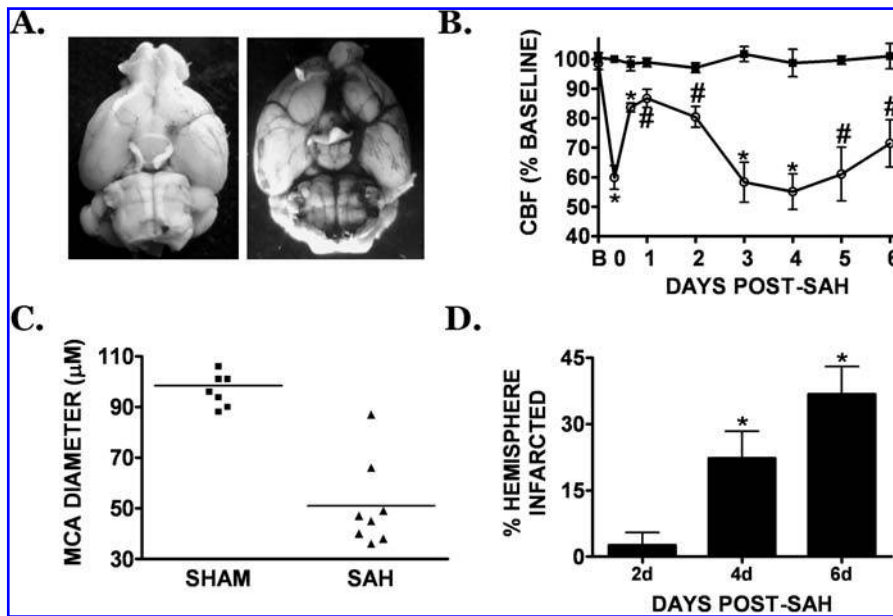 A.
B.
CBF (% BASELINE)
100
90
80
70
60
50
40
* * # # * * # #
B 0 1 2 3 4 5 6
DAYS POST-SAH
C.
MCA DIAMETER (μM)
110
90
70
50
30
SHAM SAH
D.
% HEMISPHERE
INFARCTED
45
30
15
0
* *
2d 4d 6d
DAYS POST-SAH